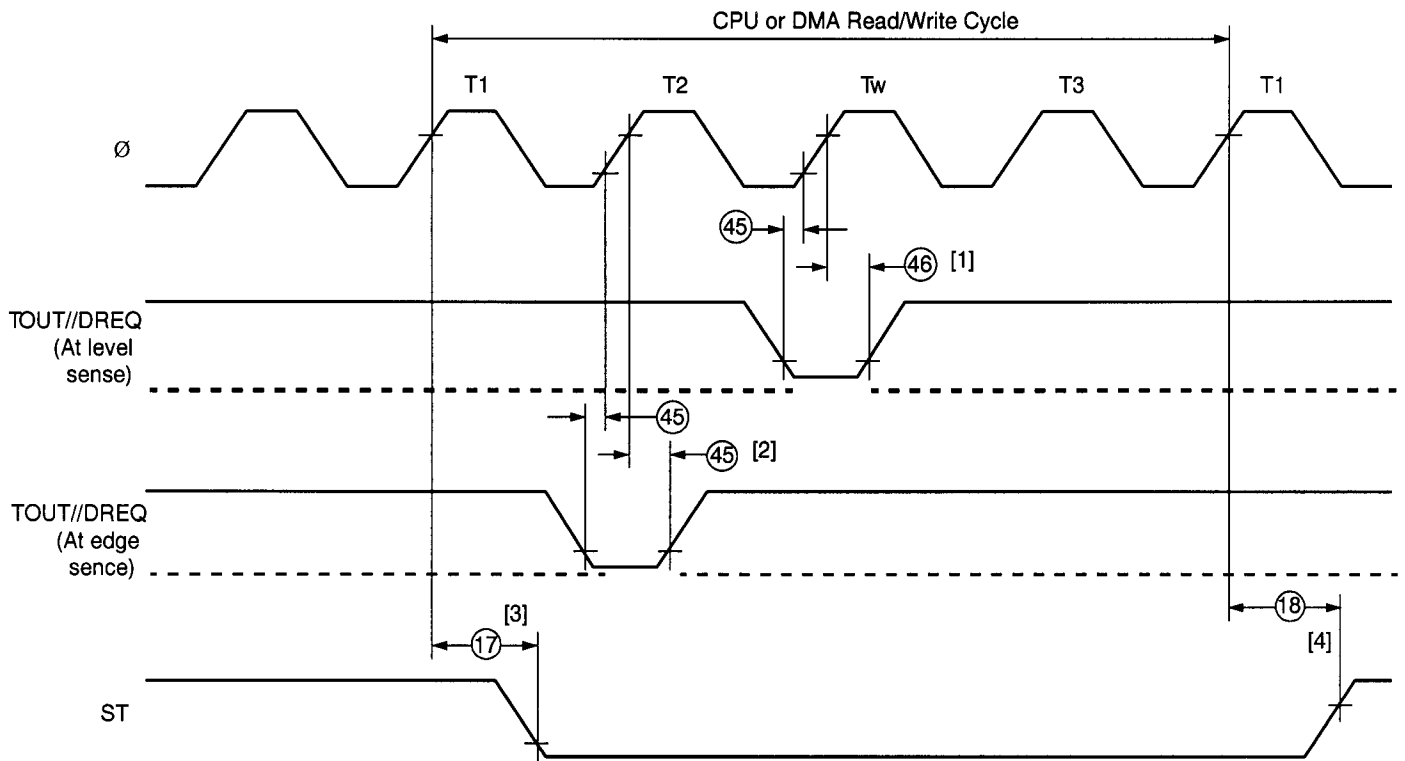 CPU or DMA Read/Write Cycle
T1 T2 Tw T3 T1
Ø
45
46 [1]
TOUT//DREQ
(At level
sense)
45
45 [2]
TOUT//DREQ
(At edge
sence)
[3]
17
18
[4]
ST